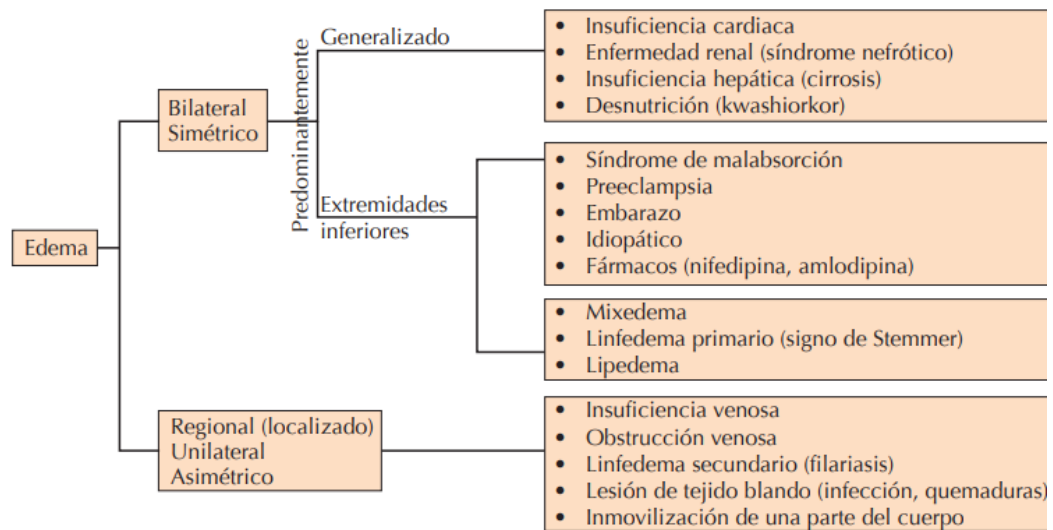 Edema
Bilateral
Simétrico
Predominantemente
Generalizado
• Insuficiencia cardiaca
• Enfermedad renal (síndrome nefrótico)
• Insuficiencia hepática (cirrosis)
• Desnutrición (kwashiorkor)
Extremidades
inferiores
• Síndrome de malabsorción
• Preeclampsia
• Embarazo
• Idiopático
• Fármacos (nifedipina, amlodipina)
• Mixedema
• Linfedema primario (signo de Stemmer)
• Lipedema
Regional (localizado)
Unilateral
Asimétrico
• Insuficiencia venosa
• Obstrucción venosa
• Linfedema secundario (filariasis)
• Lesión de tejido blando (infección, quemaduras)
• Inmovilización de una parte del cuerpo